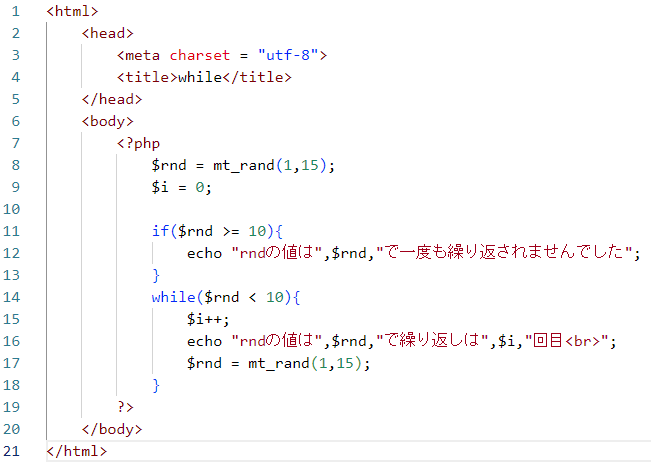 1 <html>
2 <head>
3 <meta charset = "utf-8">
4 <title>while</title>
5 </head>
6 <body>
7 <?php
8 $rnd = mt_rand(1,15);
9 $i = 0;
10
11 if($rnd >= 10){
12 echo "rndの値は",$rnd,"で一度も繰り返されませんでした";
13 }
14 while($rnd < 10){
15 $i++;
16 echo "rndの値は",$rnd,"で繰り返しは",$i,"回目<br>";
17 $rnd = mt_rand(1,15);
18 }
19 ?>
20 </body>
21 </html>